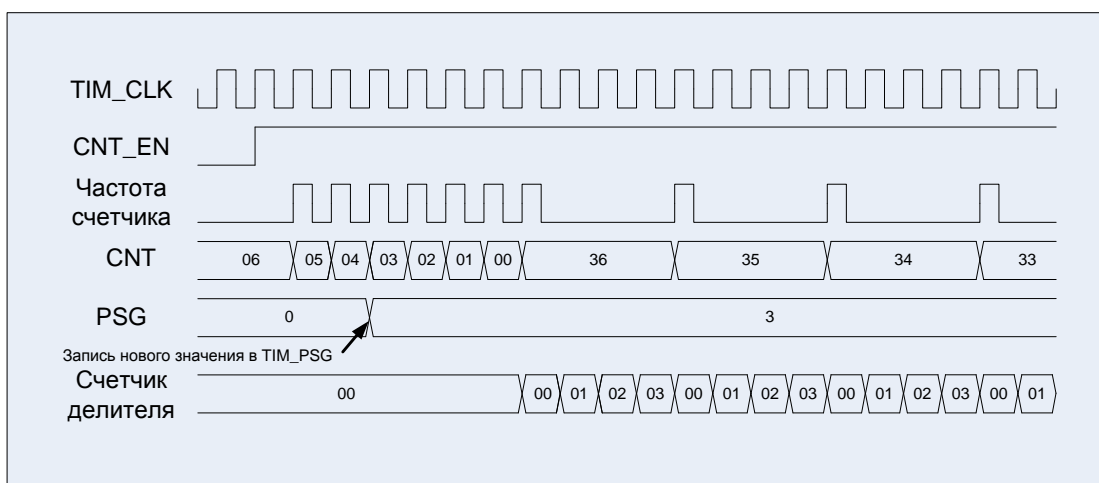 TIM_CLK
CNT_EN
Частота
счетчика
CNT
06 05 04 03 02 01 00 36 35 34 33
PSG
0 3
Запись нового значения в TIM_PSG
Счетчик
делителя
00 00 01 02 03 00 01 02 03 00 01 02 03 00 01